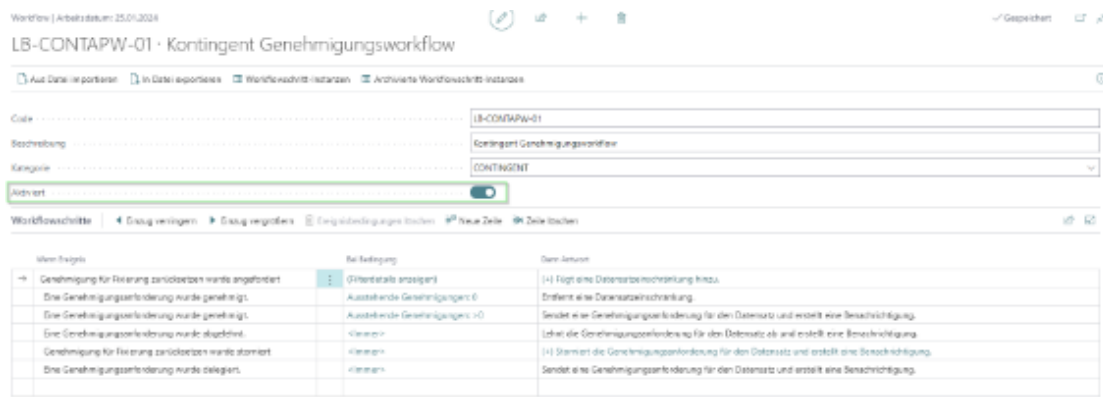 Workflow | Arbeitsdatum: 25.01.2024
Gespeichert
LB-CONTAPW-01 · Kontingent Genehmigungsworkflow
Aus Datei importieren In Datei exportieren Workflowschritt-Instanzen Archivierte Workflowschritt-Instanzen
Code LB-CONTAPW-01
Beschreibung Kontingent Genehmigungsworkflow
Kategorie CONTINGENT
Aktiviert
Workflowschritte Einzug verringern Einzug vergrößern Ereignisbedingungen löschen Neue Zeile Zeile löschen
Wenn Ereignis Bei Bedingung Dann Antwort
Genehmigung für Fixierung zurücksetzen wurde angefordert (Filterdetails anzeigen) (+) Fügt eine Datensatzeinschränkung hinzu.
Eine Genehmigungsanforderung wurde genehmigt. Ausstehende Genehmigungen: 0 Entfernt eine Datensatzeinschränkung.
Eine Genehmigungsanforderung wurde genehmigt. Ausstehende Genehmigungen: >0 Sendet eine Genehmigungsanforderung für den Datensatz und erstellt eine Benachrichtigung.
Eine Genehmigungsanforderung wurde abgelehnt. <Immer> Lehnt die Genehmigungsanforderung für den Datensatz ab und erstellt eine Benachrichtigung.
Genehmigung für Fixierung zurücksetzen wurde storniert <Immer> (+) Storniert die Genehmigungsanforderung für den Datensatz und erstellt eine Benachrichtigung.
Eine Genehmigungsanforderung wurde delegiert. <Immer> Sendet eine Genehmigungsanforderung für den Datensatz und erstellt eine Benachrichtigung.